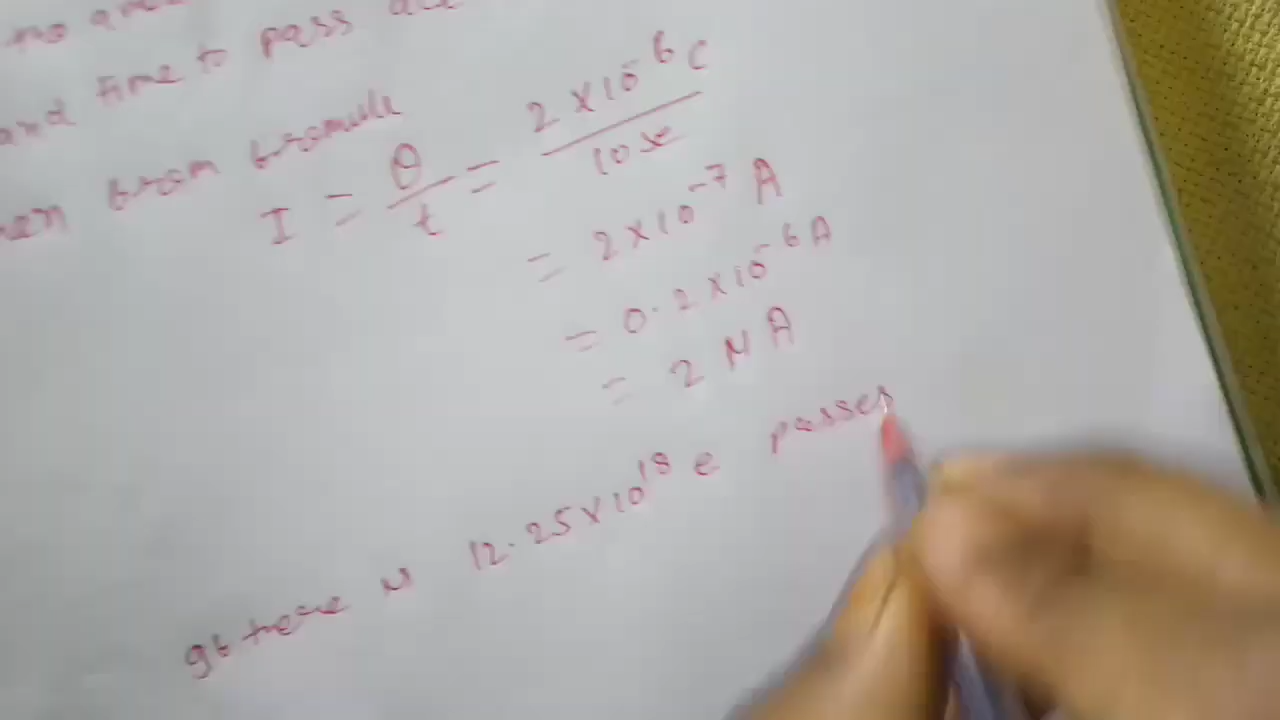 and time to pass
from formula
I = Q/t = 2 × 10⁻⁶ C / 10 s
= 2 × 10⁻⁷ A
= 0.2 × 10⁻⁶ A
= 2 μ A
If there is 12.25 × 10¹⁸ e passes